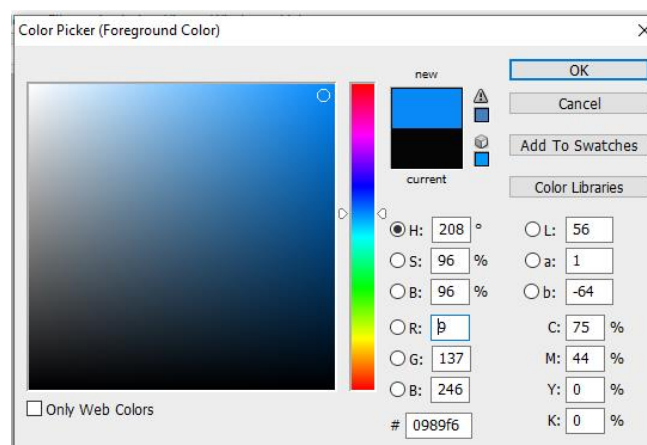 Color Picker (Foreground Color)
new
current
OK
Cancel
Add To Swatches
Color Libraries
H: 208 °
S: 96 %
B: 96 %
R: 9
G: 137
B: 246
# 0989f6
L: 56
a: 1
b: -64
C: 75 %
M: 44 %
Y: 0 %
K: 0 %
Only Web Colors